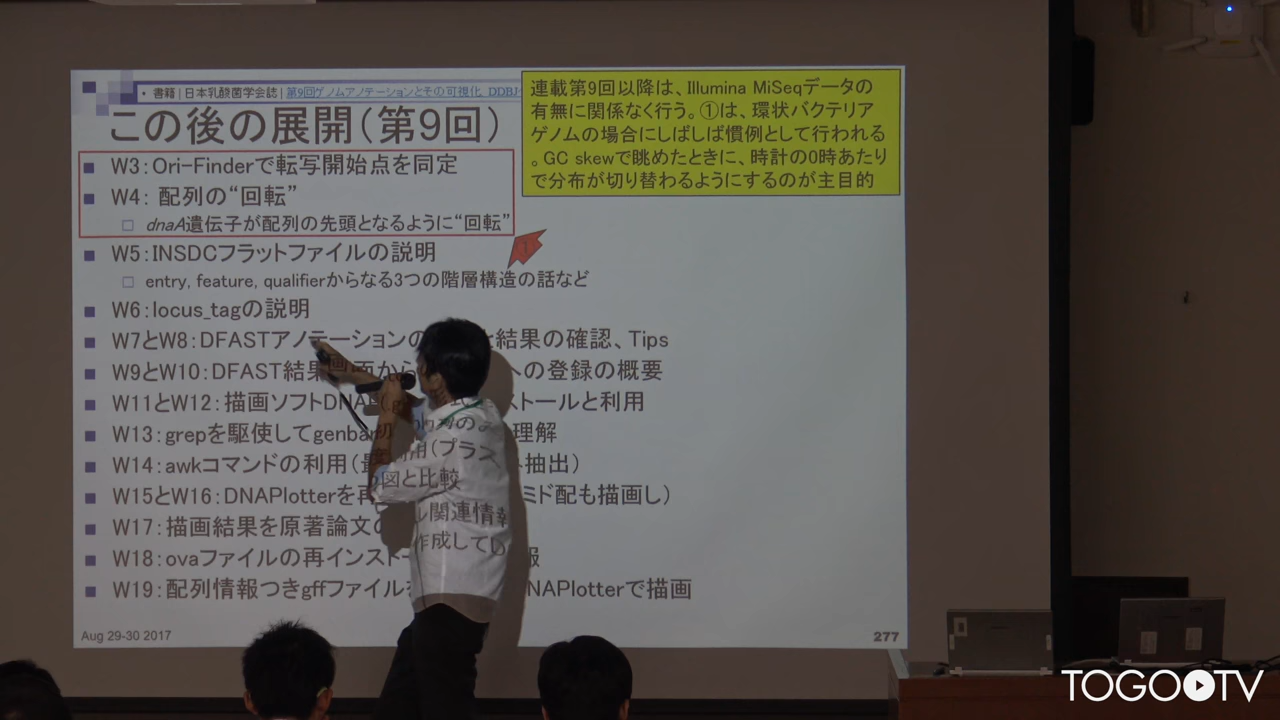 ・ 書籍 | 日本乳酸菌学会誌 | 第9回ゲノムアノテーションとその可視化、DDBJ
この後の展開(第9回)
連載第9回以降は、Illumina MiSeqデータの
有無に関係なく行う。①は、環状バクテリア
ゲノムの場合にしばしば慣例として行われる
。GC skewで眺めたときに、時計の0時あたり
で分布が切り替わるようにするのが主目的
W3:Ori-Finderで転写開始点を同定
W4: 配列の“回転”
dnaA遺伝子が配列の先頭となるように“回転”
①
W5:INSDCフラットファイルの説明
entry, feature, qualifierからなる3つの階層構造の話など
W6:locus_tagの説明
W7とW8:DFASTアノテーションの 結果の確認、Tips
W9とW10:DFAST結果画面から への登録の概要
W11とW12:描画ソフトDNAP ストールと利用
W13:grepを駆使してgenban 理解
W14:awkコマンドの利用( 抽出)
W15とW16:DNAPlotterを再 利用(プラスミド配も描画し)
W17:描画結果を原著論文の 図と比較
W18:ovaファイルの再インスト ル関連情報
W19:配列情報つきgffファイルを 作成してDNAPlotterで描画
Aug 29-30 2017
277
TOGO TV